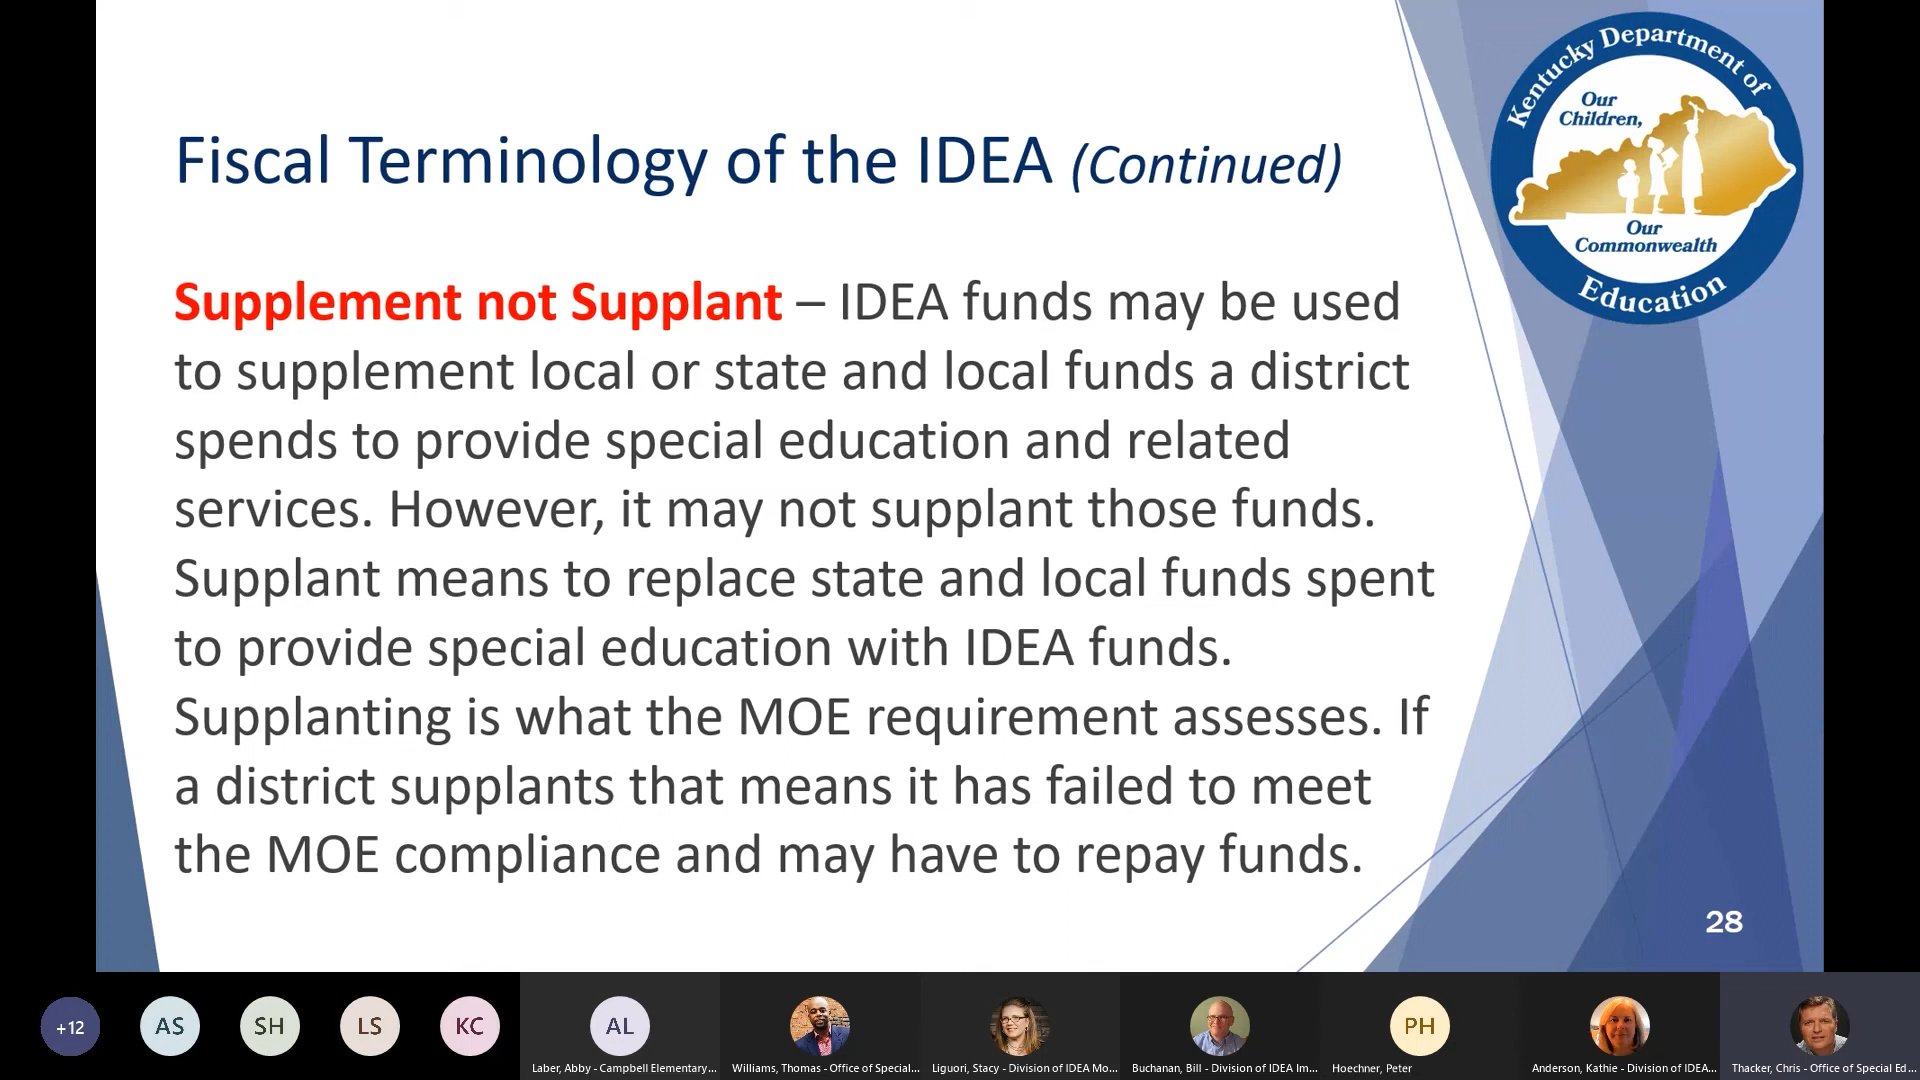 Kentucky Department of
Our
Children,
Our
Commonwealth
Education
Fiscal Terminology of the IDEA (Continued)
Supplement not Supplant – IDEA funds may be used
to supplement local or state and local funds a district
spends to provide special education and related
services. However, it may not supplant those funds.
Supplant means to replace state and local funds spent
to provide special education with IDEA funds.
Supplanting is what the MOE requirement assesses. If
a district supplants that means it has failed to meet
the MOE compliance and may have to repay funds.
28
+12
AS
SH
LS
KC
AL
PH
Laber, Abby - Campbell Elementary...
Williams, Thomas - Office of Special...
Liguori, Stacy - Division of IDEA Mo...
Buchanan, Bill - Division of IDEA Im...
Hoechner, Peter
Anderson, Kathie - Division of IDEA...
Thacker, Chris - Office of Special Ed...